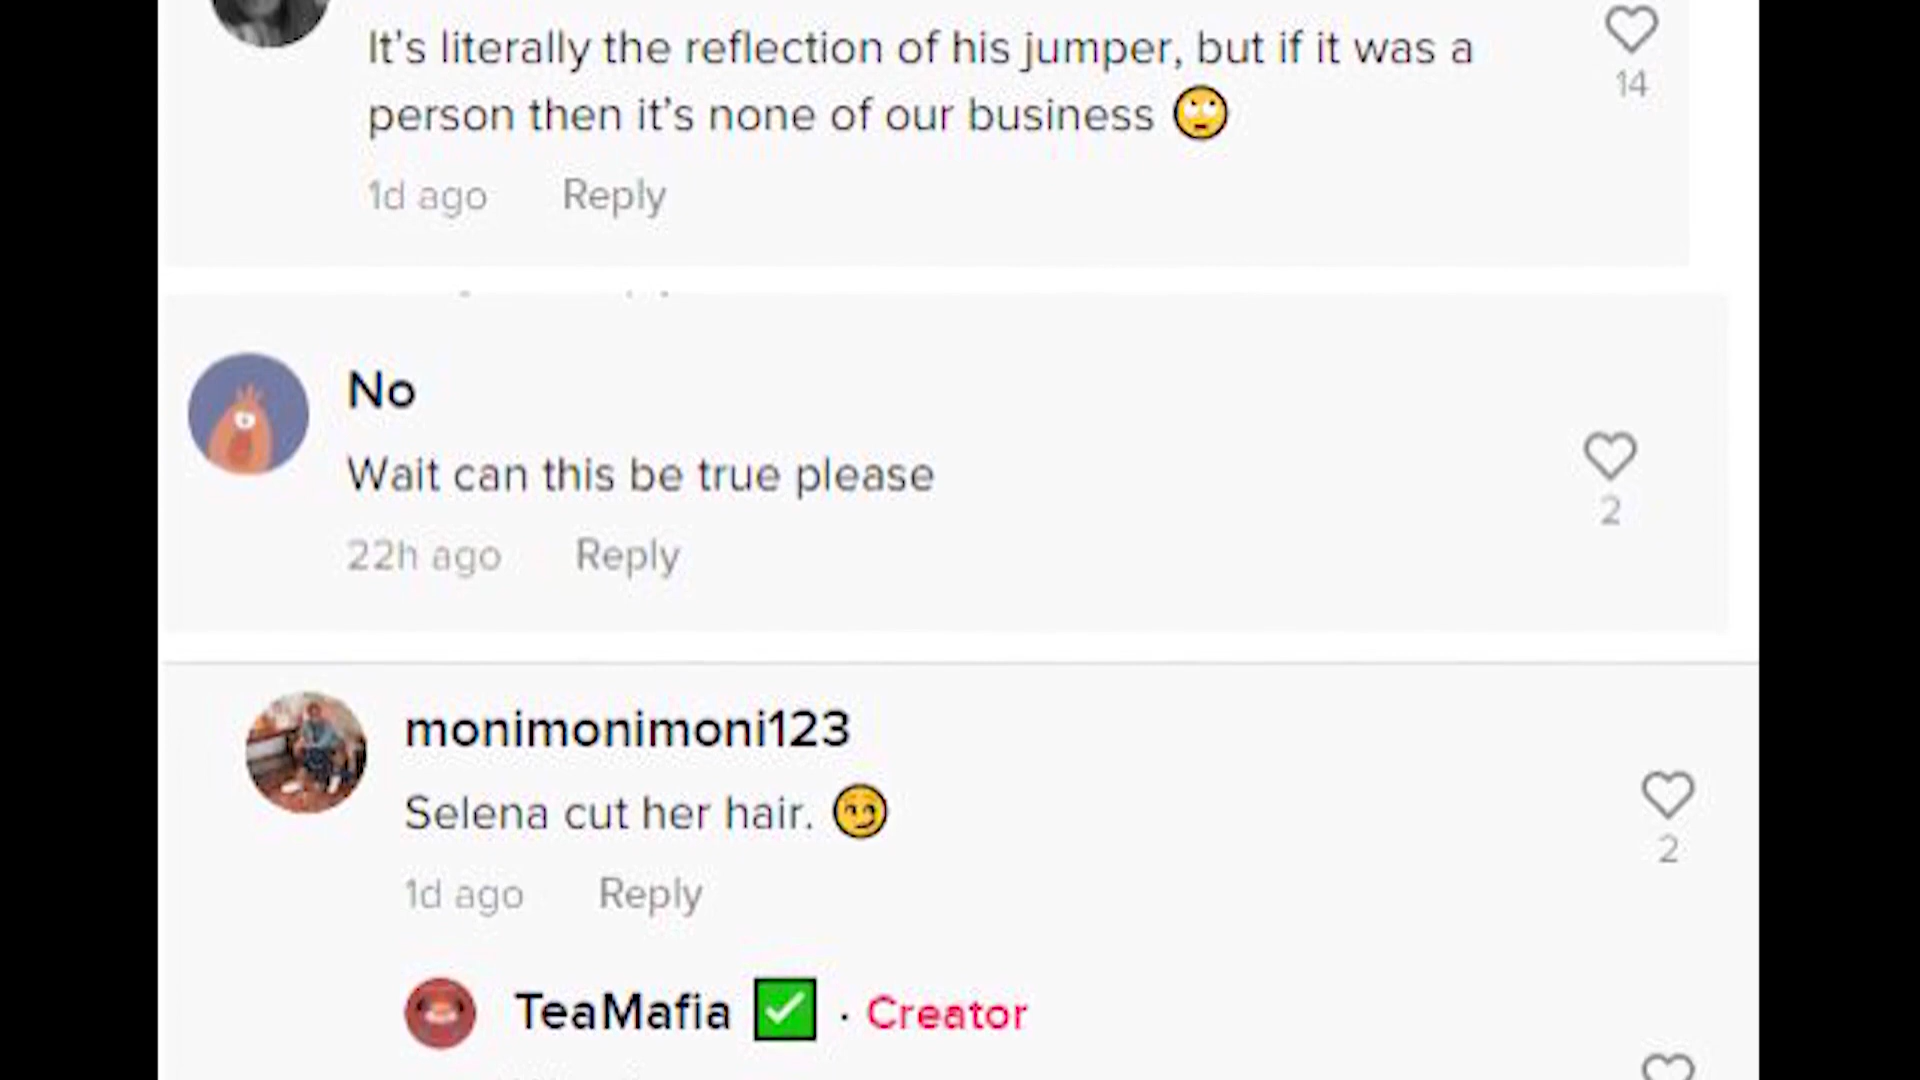 It's literally the reflection of his jumper, but if it was a
14
person then it's none of our business 🙄
1d ago Reply
No
Wait can this be true please
2
22h ago Reply
monimonimoni123
Selena cut her hair. 😏
2
1d ago Reply
TeaMafia ✅ · Creator